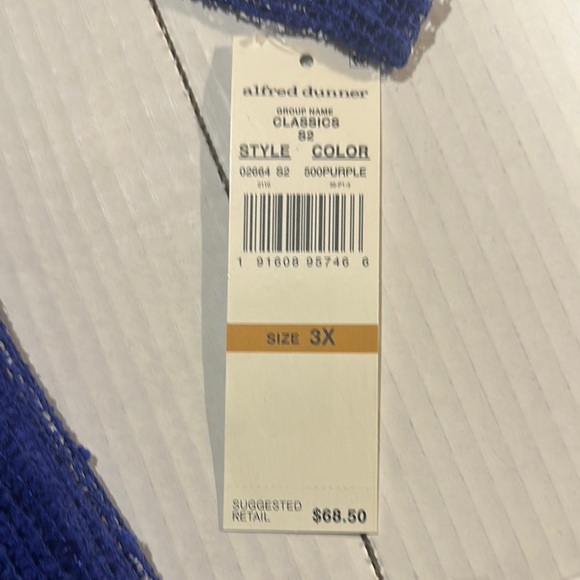 alfred dunner
GROUP NAME
CLASSICS
S2
STYLE COLOR
02664 S2 500PURPLE
1 91608 95746 6
SIZE 3X
SUGGESTED
RETAIL $68.50